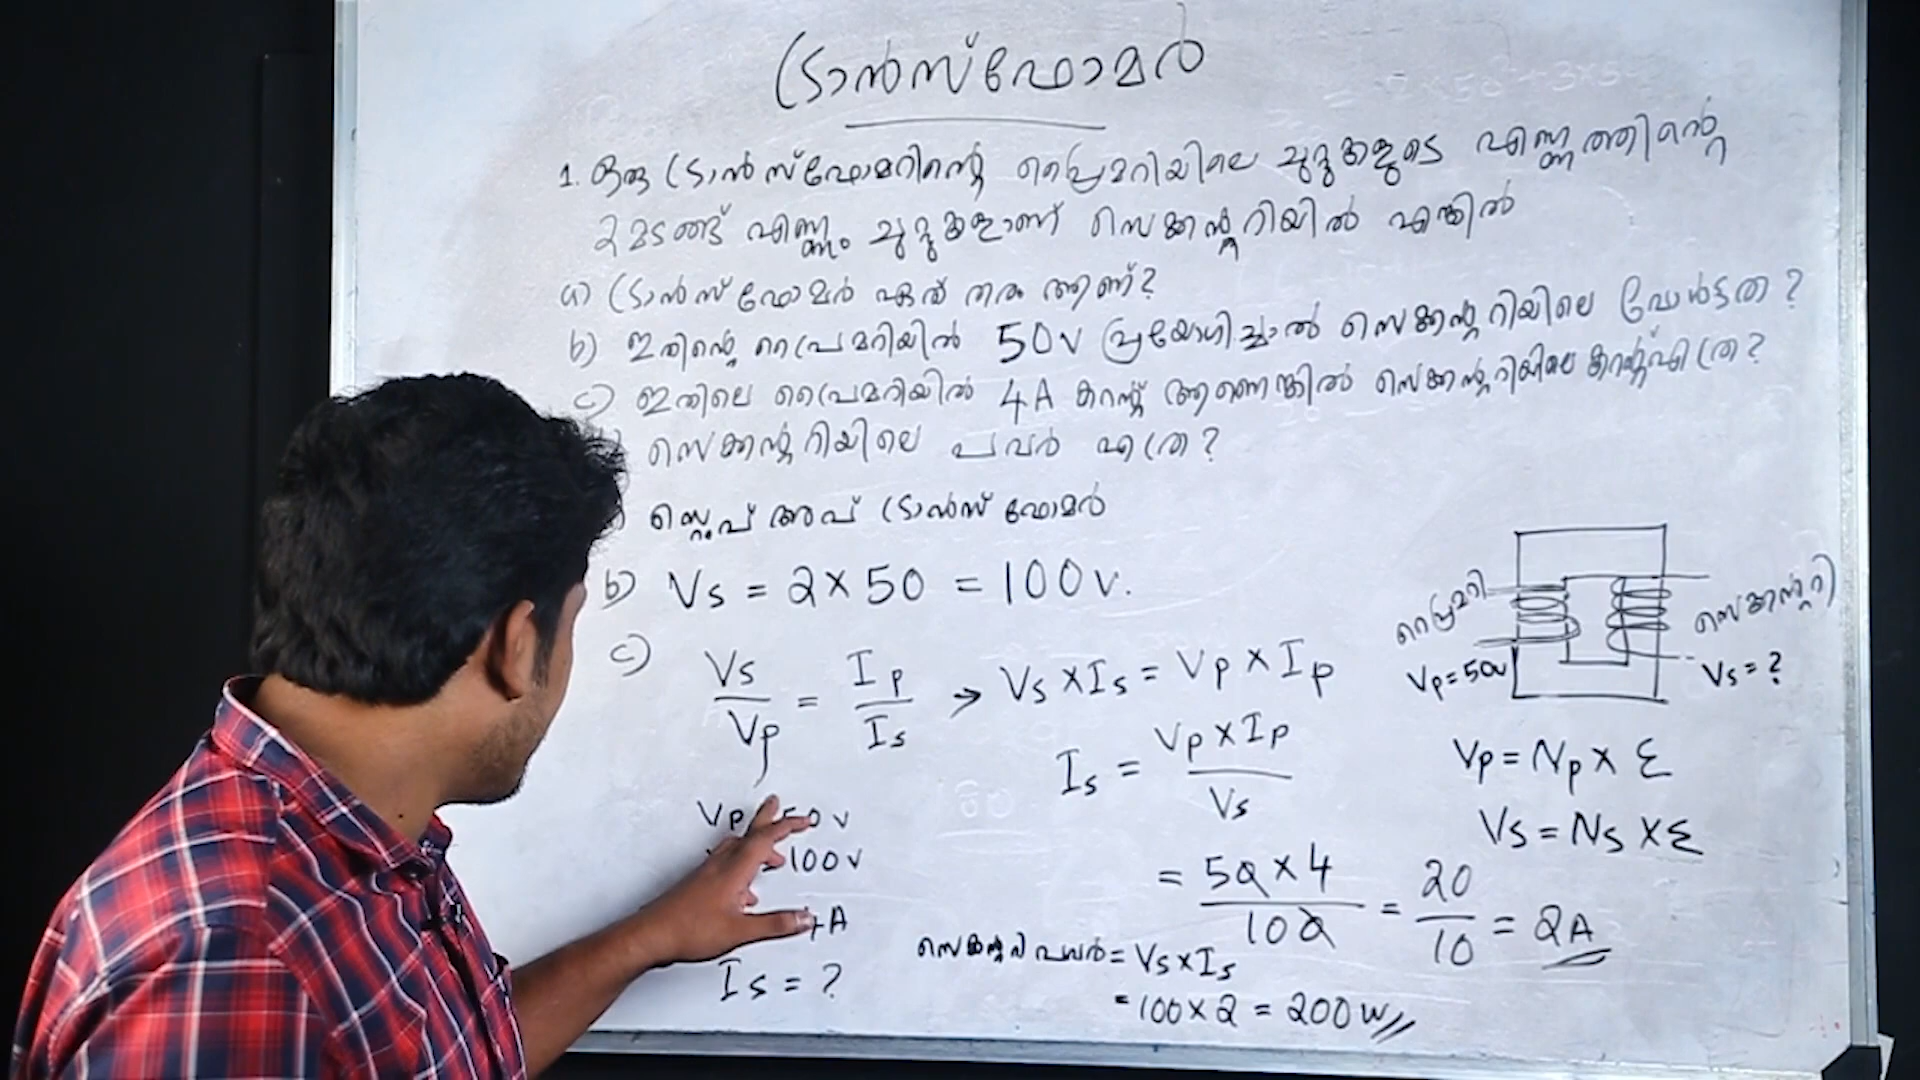 ട്രാൻസ്ഫോമർ
1. ഒരു ട്രാൻസ്ഫോമറിന്റെ പ്രൈമറിയിലെ ചുറ്റുകളുടെ എണ്ണത്തിന്റെ
2 മടങ്ങ് എണ്ണം ചുറ്റുകളാണ് സെക്കന്ററിയിൽ എങ്കിൽ
a) ട്രാൻസ്ഫോമർ ഏത് തരം ആണ്?
b) ഇതിന്റെ പ്രൈമറിയിൽ 50V പ്രയോഗിച്ചാൽ സെക്കന്ററിയിലെ വോൾട്ടത?
c) ഇതിലെ പ്രൈമറിയിൽ 4A കറന്റ് ആണെങ്കിൽ സെക്കന്ററിയിലെ കറന്റ് എത്ര?
സെക്കന്ററിയിലെ പവർ എത്ര?
സ്റ്റെപ് അപ് ട്രാൻസ്ഫോമർ
b) Vs = 2 × 50 = 100V.
c) Vs/Vp = Ip/Is → Vs × Is = Vp × Ip
Is = Vp × Ip / Vs
= 50 × 4 / 100 = 20/10 = 2A
50 V
100 V
4A
Is = ?
സെക്കന്ററി പവർ = Vs × Is
= 100 × 2 = 200 W
പ്രൈമറി
Vp = 50V
സെക്കന്ററി
Vs = ?
Vp = Np × Ɛ
Vs = Ns × Ɛ